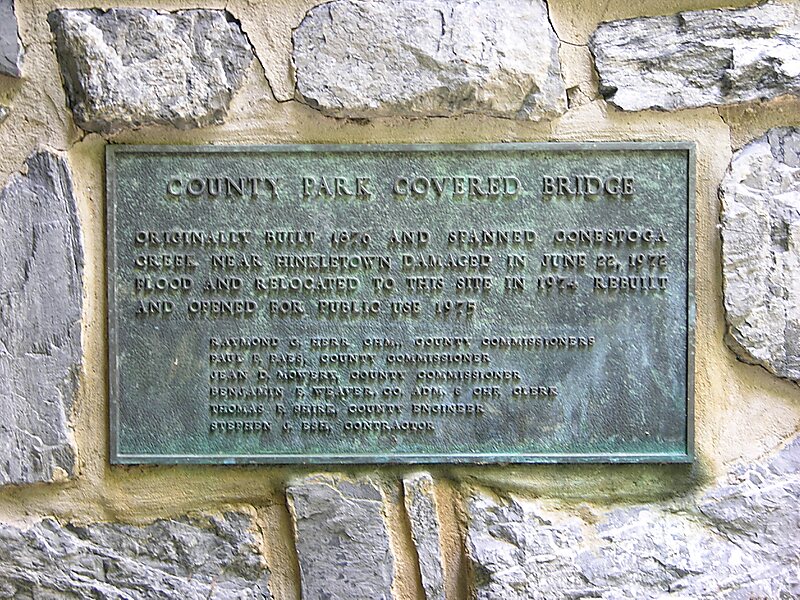 COUNTY PARK COVERED BRIDGE
ORIGINALLY BUILT 1876 AND SPANNED CONESTOGA
CREEK NEAR HINKLETOWN DAMAGED IN JUNE 22, 1972
FLOOD AND RELOCATED TO THIS SITE IN 1974 REBUILT
AND OPENED FOR PUBLIC USE 1975
RAYMOND C. HERR CHM., COUNTY COMMISSIONERS
PAUL F. PAES, COUNTY COMMISSIONER
JEAN D. MOWERY, COUNTY COMMISSIONER
BENJAMIN F. WEAVER, CO. ADM. & CHF. CLERK
THOMAS F. SHIRK, COUNTY ENGINEER
STEPHEN J. ESH, CONTRACTOR